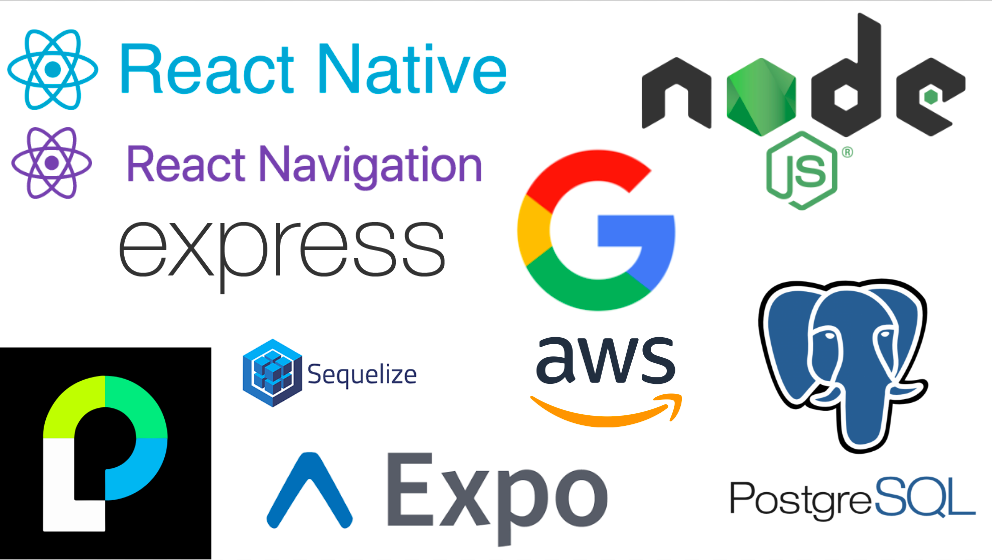 React Native
node
JS®
React Navigation
express
G
Sequelize
aws
Expo
PostgreSQL